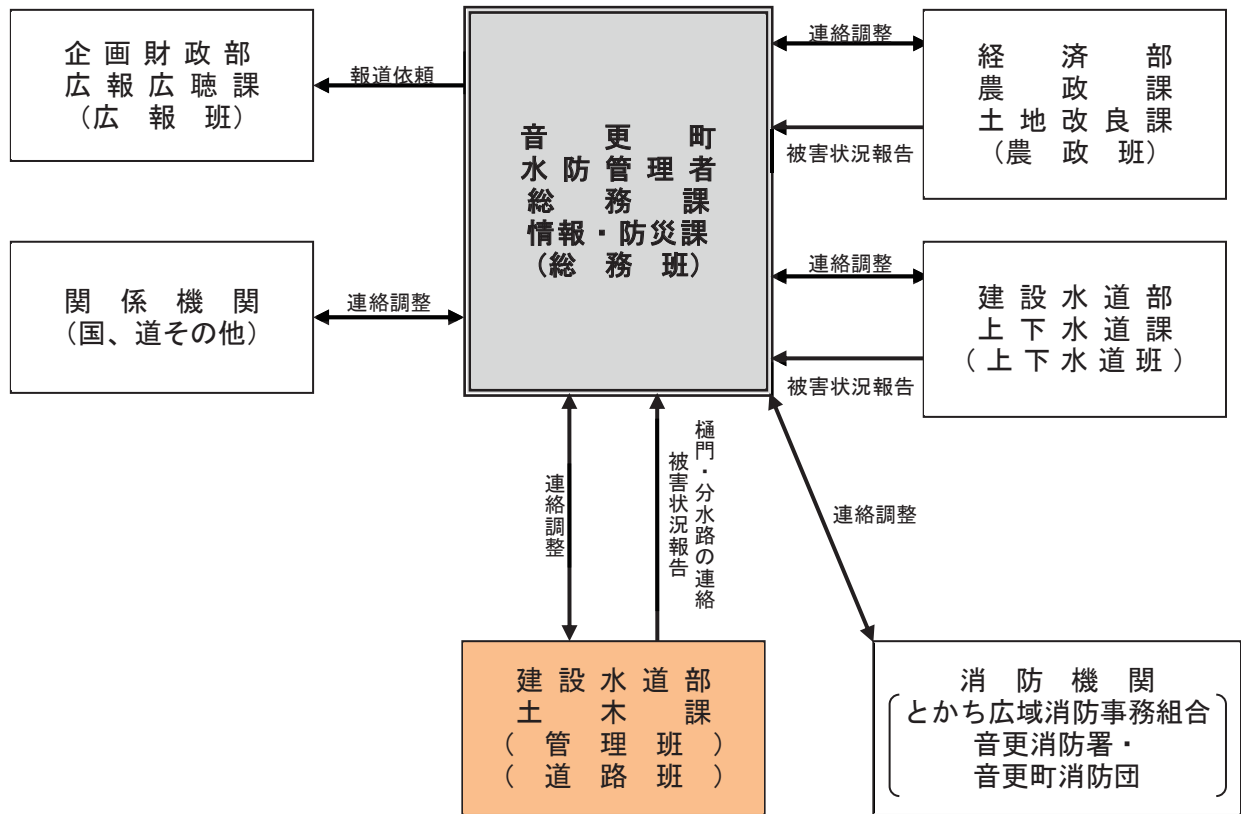 企画財政部
広報広聴課
（広報班）
報道依頼
音更町
水防管理者
総務課
情報・防災課
（総務班）
連絡調整
経済部
農政課
土地改良課
（農政班）
被害状況報告
関係機関
（国、道その他）
連絡調整
連絡調整
建設水道部
上下水道課
（上下水道班）
被害状況報告
連絡調整
樋門・分水路の連絡
被害状況報告
連絡調整
建設水道部
土木課
（管理班）
（道路班）
消防機関
とかち広域消防事務組合
音更消防署・
音更町消防団